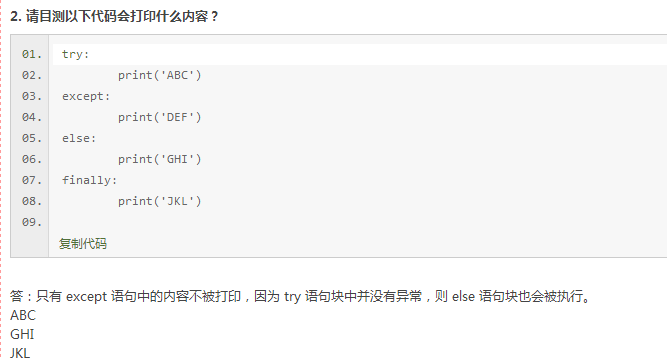 2. 请目测以下代码会打印什么内容？
01. try:
02. print('ABC')
03. except:
04. print('DEF')
05. else:
06. print('GHI')
07. finally:
08. print('JKL')
09.
复制代码
答：只有 except 语句中的内容不被打印，因为 try 语句块中并没有异常，则 else 语句块也会被执行。
ABC
GHI
JKL